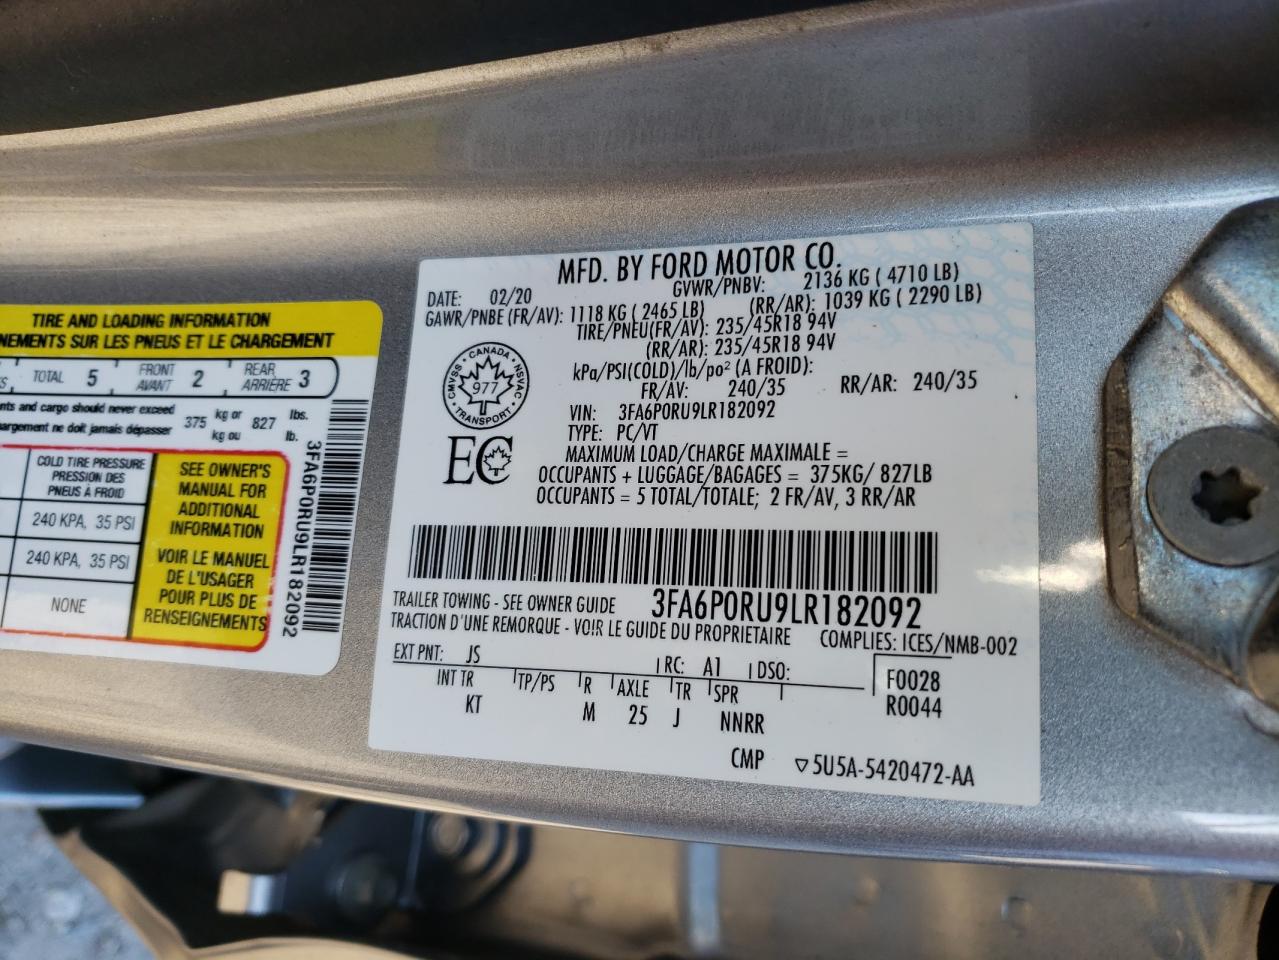 TIRE AND LOADING INFORMATION
NEMENTS SUR LES PNEUS ET LE CHARGEMENT
TOTAL 5 FRONT AVANT 2 REAR ARRIÈRE 3
nts and cargo should never exceed 375 kg or 827 lbs.
argement ne doit jamais dépasser kg ou lb.
COLD TIRE PRESSURE
PRESSION DES
PNEUS À FROID
240 KPA, 35 PSI
240 KPA, 35 PSI
NONE
SEE OWNER'S
MANUAL FOR
ADDITIONAL
INFORMATION
VOIR LE MANUEL
DE L'USAGER
POUR PLUS DE
RENSEIGNEMENTS
3FA6P0RU9LR182092
MFD. BY FORD MOTOR CO.
DATE: 02/20 GVWR/PNBV: 2136 KG ( 4710 LB)
GAWR/PNBE (FR/AV): 1118 KG ( 2465 LB) (RR/AR): 1039 KG ( 2290 LB)
TIRE/PNEU(FR/AV): 235/45R18 94V
(RR/AR): 235/45R18 94V
kPa/PSI(COLD)/lb/po² (A FROID):
FR/AV: 240/35 RR/AR: 240/35
VIN: 3FA6P0RU9LR182092
TYPE: PC/VT
MAXIMUM LOAD/CHARGE MAXIMALE =
OCCUPANTS + LUGGAGE/BAGAGES = 375KG/ 827LB
OCCUPANTS = 5 TOTAL/TOTALE; 2 FR/AV, 3 RR/AR
CANADA
CMVSS NSVAC
977
TRANSPORT
EC
TRAILER TOWING - SEE OWNER GUIDE 3FA6P0RU9LR182092
TRACTION D'UNE REMORQUE - VOIR LE GUIDE DU PROPRIETAIRE COMPLIES: ICES/NMB-002
EXT PNT: JS RC: A1 DSO: F0028
INT TR TP/PS R AXLE TR SPR R0044
KT M 25 J NNRR
CMP ▽5U5A-5420472-AA